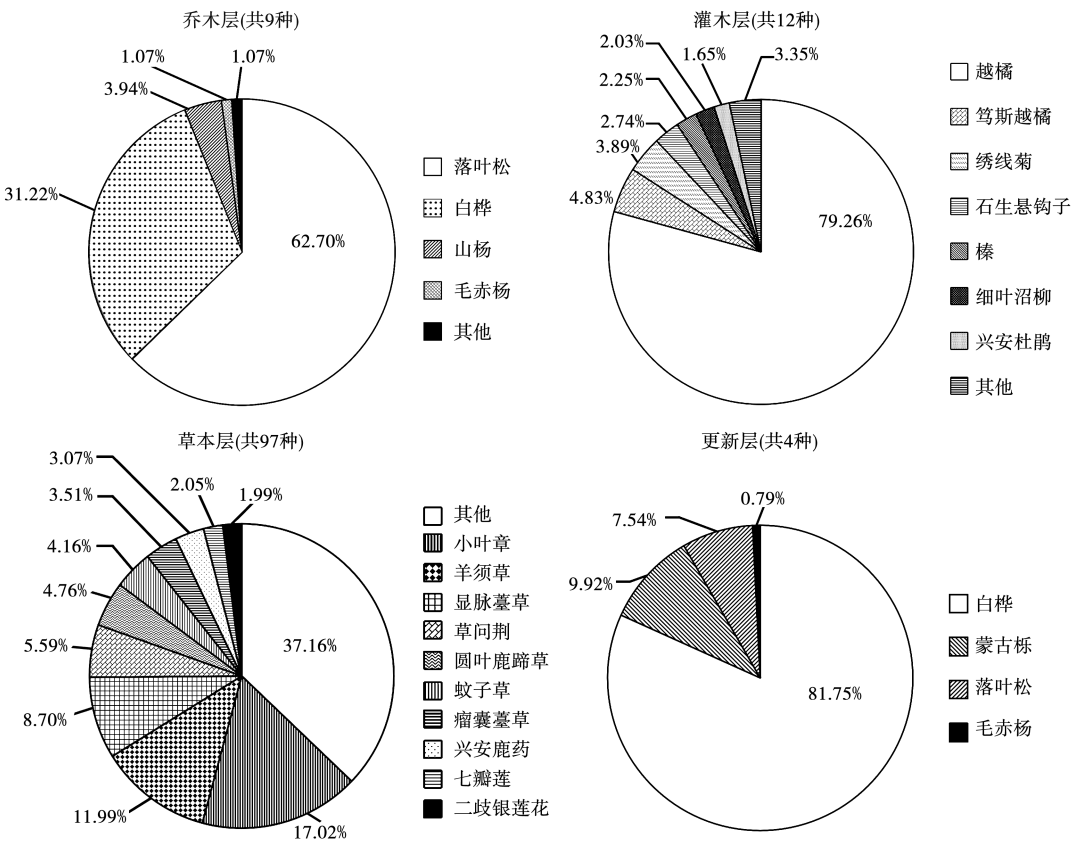 乔木层(共9种)
1.07%
1.07%
3.94%
31.22%
62.70%
落叶松
白桦
山杨
毛赤杨
其他
灌木层(共12种)
2.03%
1.65%
3.35%
2.25%
2.74%
3.89%
4.83%
79.26%
越橘
笃斯越橘
绣线菊
石生悬钩子
榛
细叶沼柳
兴安杜鹃
其他
草本层(共97种)
3.07%
2.05%
1.99%
3.51%
4.16%
4.76%
5.59%
8.70%
11.99%
17.02%
37.16%
其他
小叶章
羊须草
显脉薹草
草问荆
圆叶鹿蹄草
蚊子草
瘤囊薹草
兴安鹿药
七瓣莲
二歧银莲花
更新层(共4种)
0.79%
7.54%
9.92%
81.75%
白桦
蒙古栎
落叶松
毛赤杨